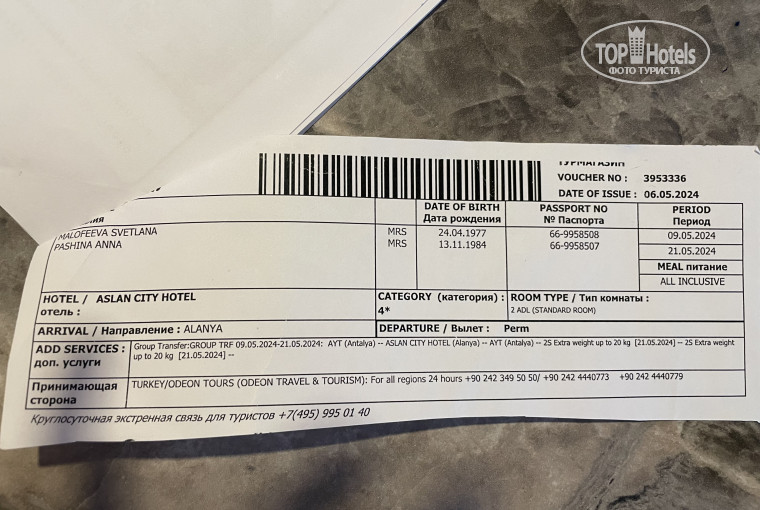 TOP Hotels
ФОТО ТУРИСТА
ТУРМАГАЗИН
VOUCHER NO : 3953336
DATE OF ISSUE : 06.05.2024
DATE OF BIRTH
Дата рождения
PASSPORT NO
№ Паспорта
PERIOD
Период
MALOFEEVA SVETLANA MRS 24.04.1977 66-9958508 09.05.2024
PASHINA ANNA MRS 13.11.1984 66-9958507
21.05.2024
MEAL питание
ALL INCLUSIVE
HOTEL / ASLAN CITY HOTEL
отель :
CATEGORY (категория) :
4*
ROOM TYPE / Тип комнаты :
2 ADL (STANDARD ROOM)
ARRIVAL / Направление : ALANYA
DEPARTURE / Вылет : Perm
ADD SERVICES :
доп. услуги
Group Transfer:GROUP TRF 09.05.2024-21.05.2024: AYT (Antalya) -- ASLAN CITY HOTEL (Alanya) -- AYT (Antalya) -- 2S Extra weight up to 20 kg [21.05.2024] -- 2S Extra weight
up to 20 kg [21.05.2024] --
Принимающая
сторона
TURKEY/ODEON TOURS (ODEON TRAVEL & TOURISM): For all regions 24 hours +90 242 349 50 50/ +90 242 4440773 +90 242 4440779
Круглосуточная экстренная связь для туристов +7(495) 995 01 40